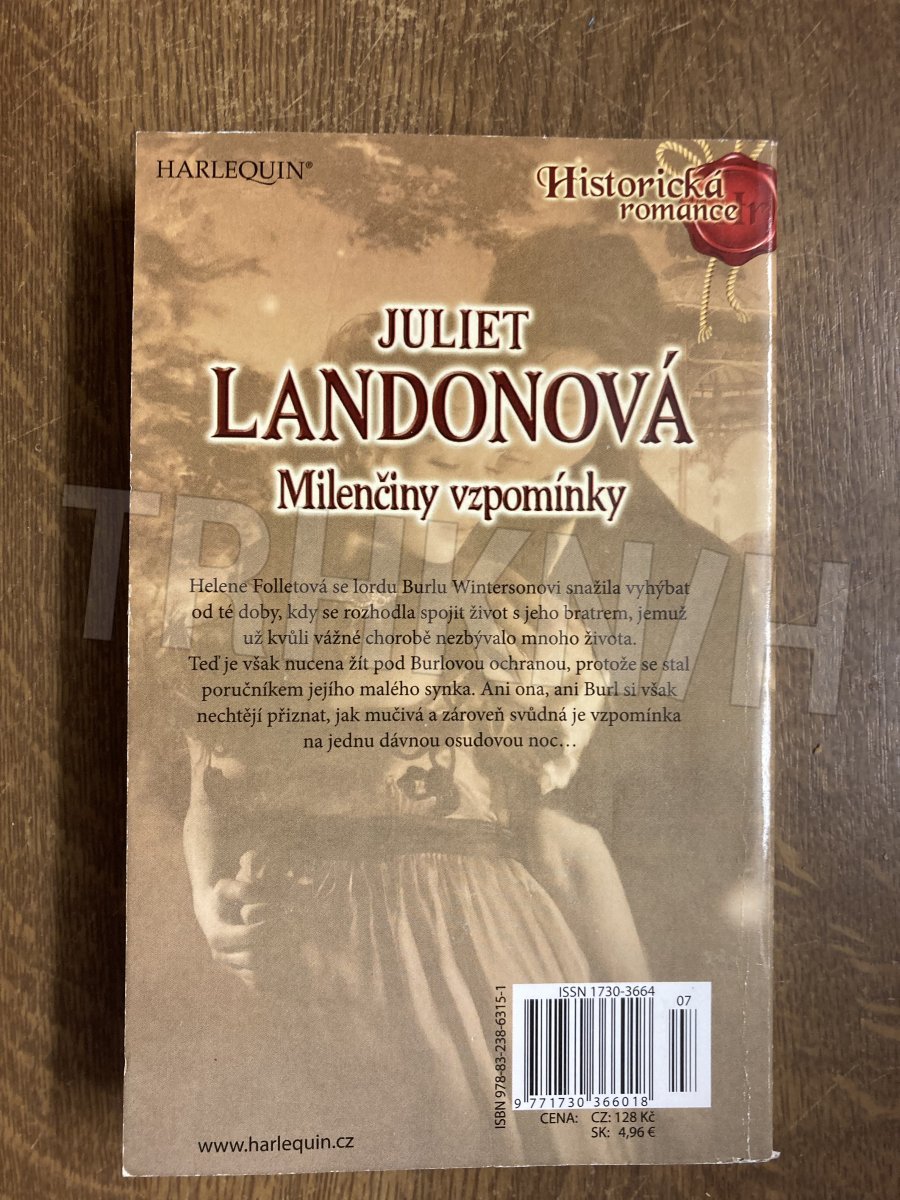 HARLEQUIN®
Historická
romance
Hr
JULIET
LANDONOVÁ
Milenčiny vzpomínky
TRHKNIH
Helene Folletová se lordu Burlu Wintersonovi snažila vyhýbat
od té doby, kdy se rozhodla spojit život s jeho bratrem, jemuž
už kvůli vážné chorobě nezbývalo mnoho života.
Teď je však nucena žít pod Burlovou ochranou, protože se stal
poručníkem jejího malého synka. Ani ona, ani Burl si však
nechtějí přiznat, jak mučivá a zároveň svůdná je vzpomínka
na jednu dávnou osudovou noc…
ISBN 978-83-238-6315-1
ISSN 1730-3664
07
9 771730 366018
CENA: CZ: 128 Kč
SK: 4,96 €
www.harlequin.cz